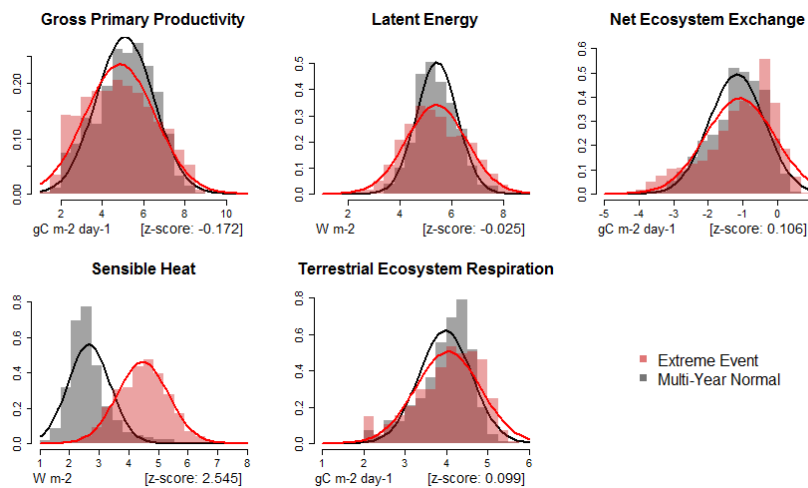 Gross Primary Productivity
0.00 0.10 0.20
2 4 6 8 10
gC m-2 day-1 [z-score: -0.172]
Latent Energy
0.0 0.1 0.2 0.3 0.4 0.5
2 4 6 8
W m-2 [z-score: -0.025]
Net Ecosystem Exchange
0.0 0.1 0.2 0.3 0.4 0.5 0.6
-5 -4 -3 -2 -1 0
gC m-2 day-1 [z-score: 0.106]
Sensible Heat
0.0 0.2 0.4 0.6 0.8
1 2 3 4 5 6 7 8
W m-2 [z-score: 2.545]
Terrestrial Ecosystem Respiration
0.0 0.2 0.4 0.6 0.8
1 2 3 4 5 6
gC m-2 day-1 [z-score: 0.099]
Extreme Event
Multi-Year Normal